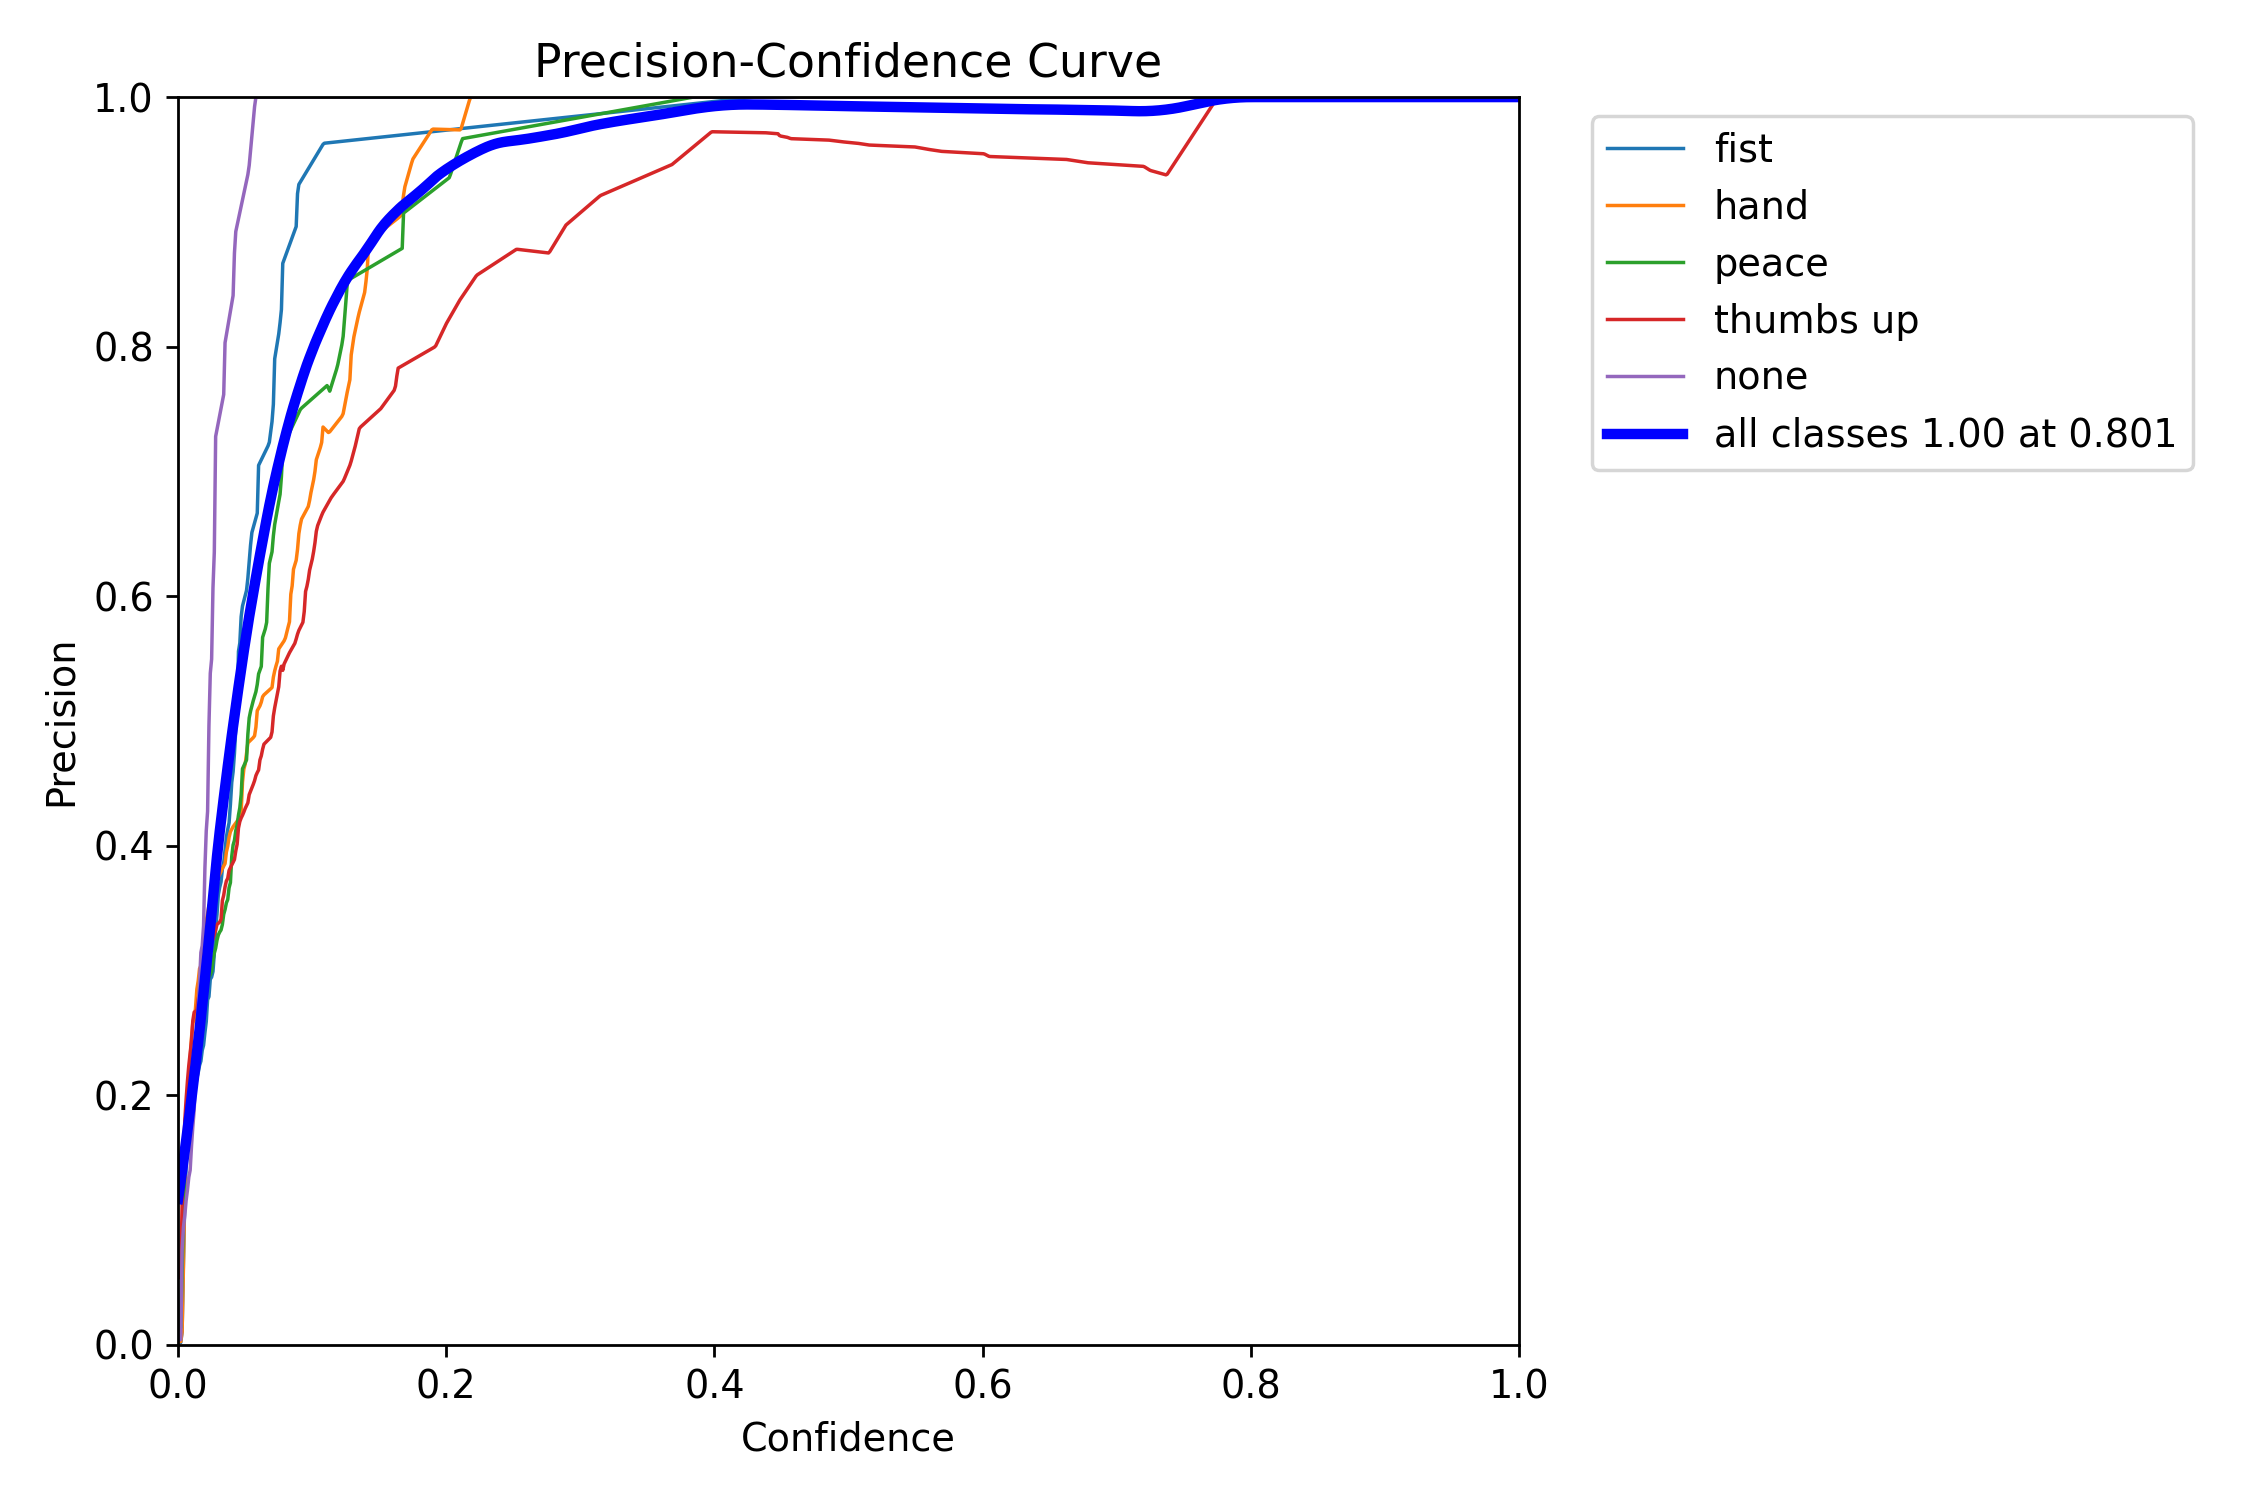 Precision-Confidence Curve
1.0
0.8
0.6
0.4
0.2
0.0
Precision
0.0 0.2 0.4 0.6 0.8 1.0
Confidence
fist
hand
peace
thumbs up
none
all classes 1.00 at 0.801